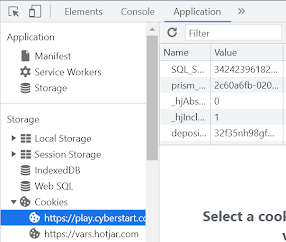 Elements Console Application
Application
Manifest
Service Workers
Storage
Storage
Local Storage
Session Storage
IndexedDB
Web SQL
Cookies
https://play.cyberstart.co
https://vars.hotjar.com
Filter
Name Value
SQL_S... 34242396182...
prism_... 2c60a6fb-020...
_hjAbs... 0
_hjIncl... 1
deposi... 32f35nh98gf...
Select a cook